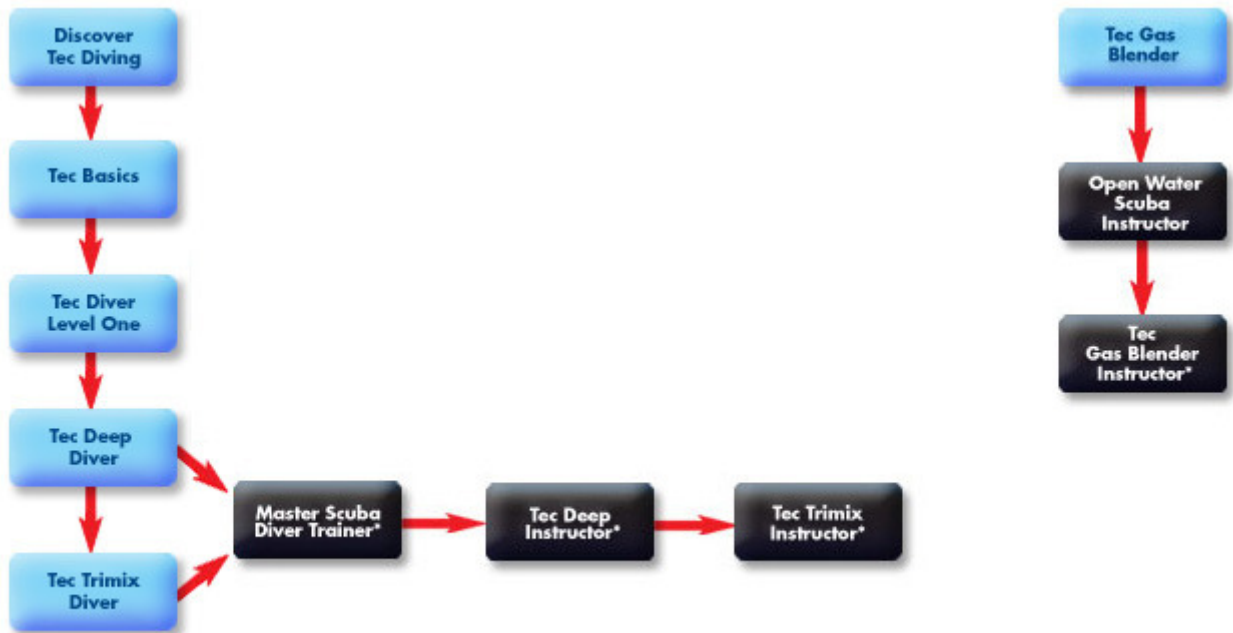 Discover
Tec Diving
Tec Gas
Blender
Tec Basics
Open Water
Scuba
Instructor
Tec Diver
Level One
Tec
Gas Blender
Instructor*
Tec Deep
Diver
Master Scuba
Diver Trainer*
Tec Deep
Instructor*
Tec Trimix
Instructor*
Tec Trimix
Diver